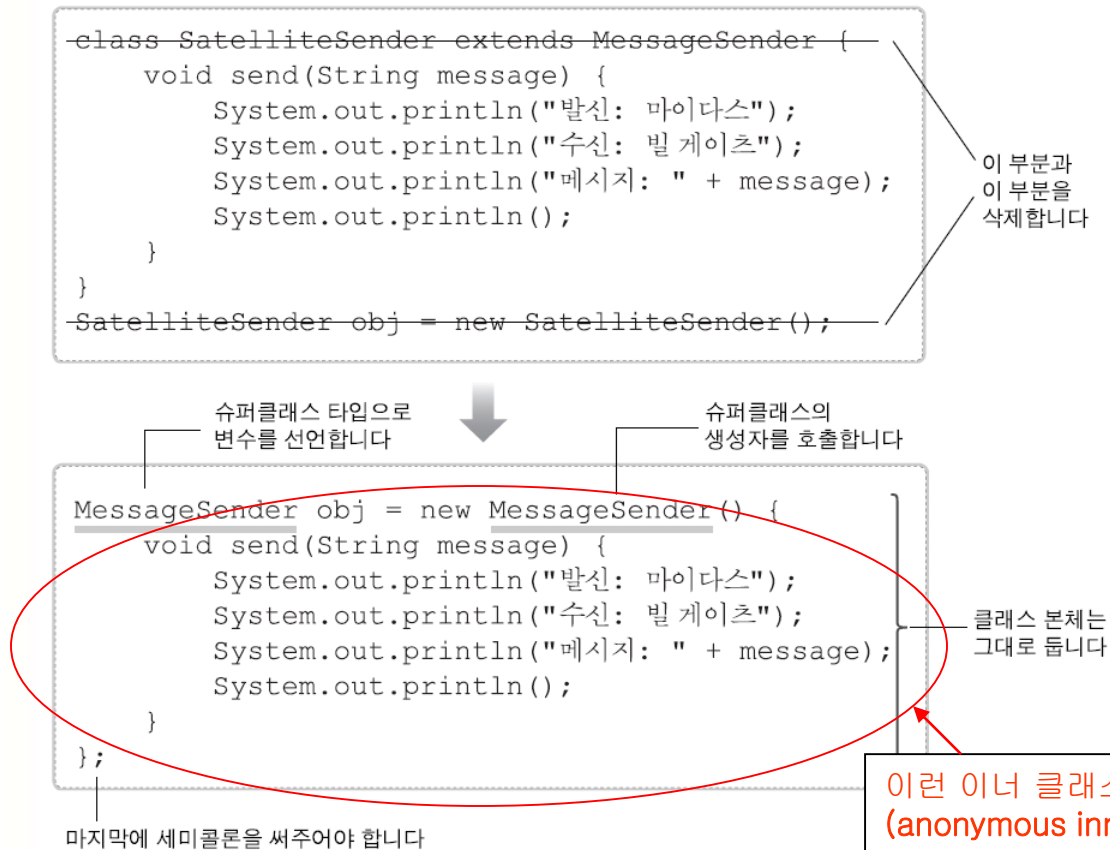 class SatelliteSender extends MessageSender {
void send(String message) {
System.out.println("발신: 마이다스");
System.out.println("수신: 빌 게이츠");
System.out.println("메시지: " + message);
System.out.println();
}
}
SatelliteSender obj = new SatelliteSender();
이 부분과
이 부분을
삭제합니다
슈퍼클래스 타입으로
변수를 선언합니다
슈퍼클래스의
생성자를 호출합니다
MessageSender obj = new MessageSender() {
void send(String message) {
System.out.println("발신: 마이다스");
System.out.println("수신: 빌 게이츠");
System.out.println("메시지: " + message);
System.out.println();
}
};
클래스 본체는
그대로 둡니다
마지막에 세미콜론을 써주어야 합니다
이런 이너 클래
(anonymous